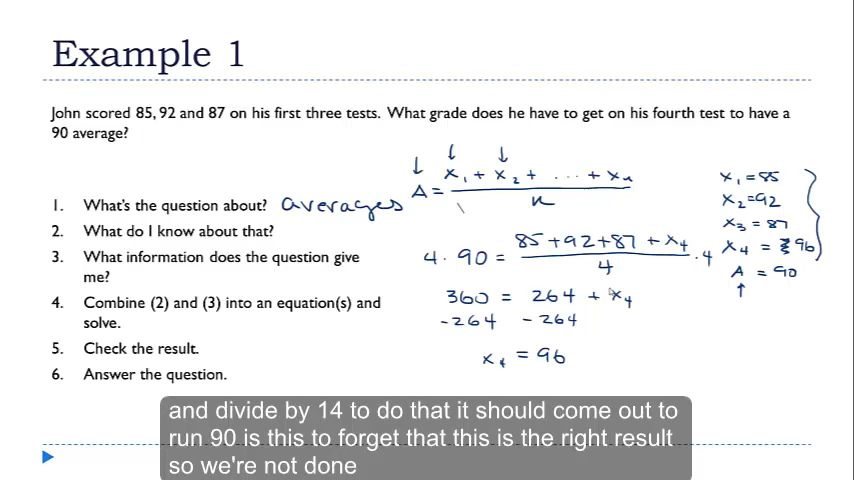 Example 1
John scored 85, 92 and 87 on his first three tests. What grade does he have to get on his fourth test to have a
90 average?
1. What's the question about? averages
2. What do I know about that?
3. What information does the question give
me?
4. Combine (2) and (3) into an equation(s) and
solve.
5. Check the result.
6. Answer the question.
A = x₁ + x₂ + ... + xₙ
n
4 · 90 = 85 + 92 + 87 + x₄ · 4
4
360 = 264 + x₄
-264 -264
x₄ = 96
x₁ = 85
x₂ = 92
x₃ = 87
x₄ = 96
A = 90
and divide by 14 to do that it should come out to
run 90 is this to forget that this is the right result
so we're not done